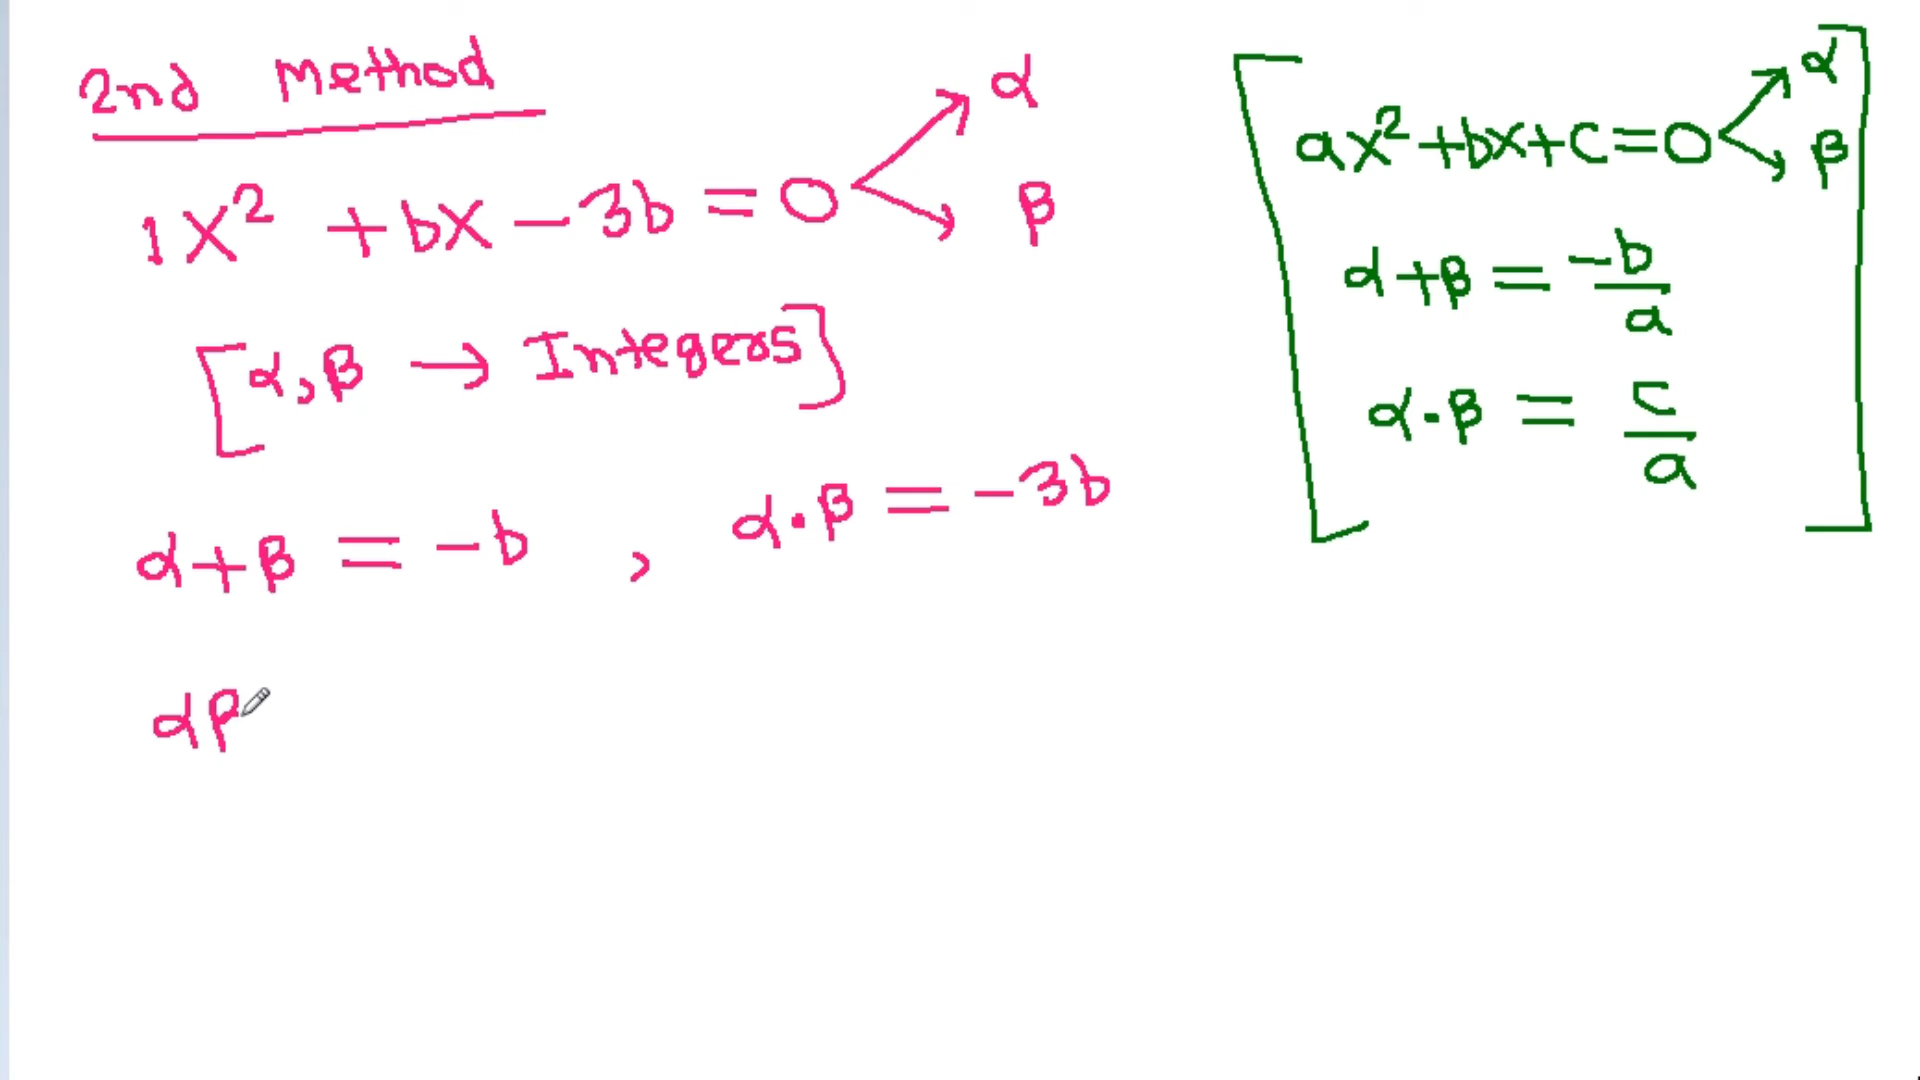 2nd Method
1x² + bx - 3b = 0 α
β
[α, β → Integers]
α + β = -b , α · β = -3b
αβ
ax² + bx + c = 0 α
β
α + β = -b/a
α · β = c/a